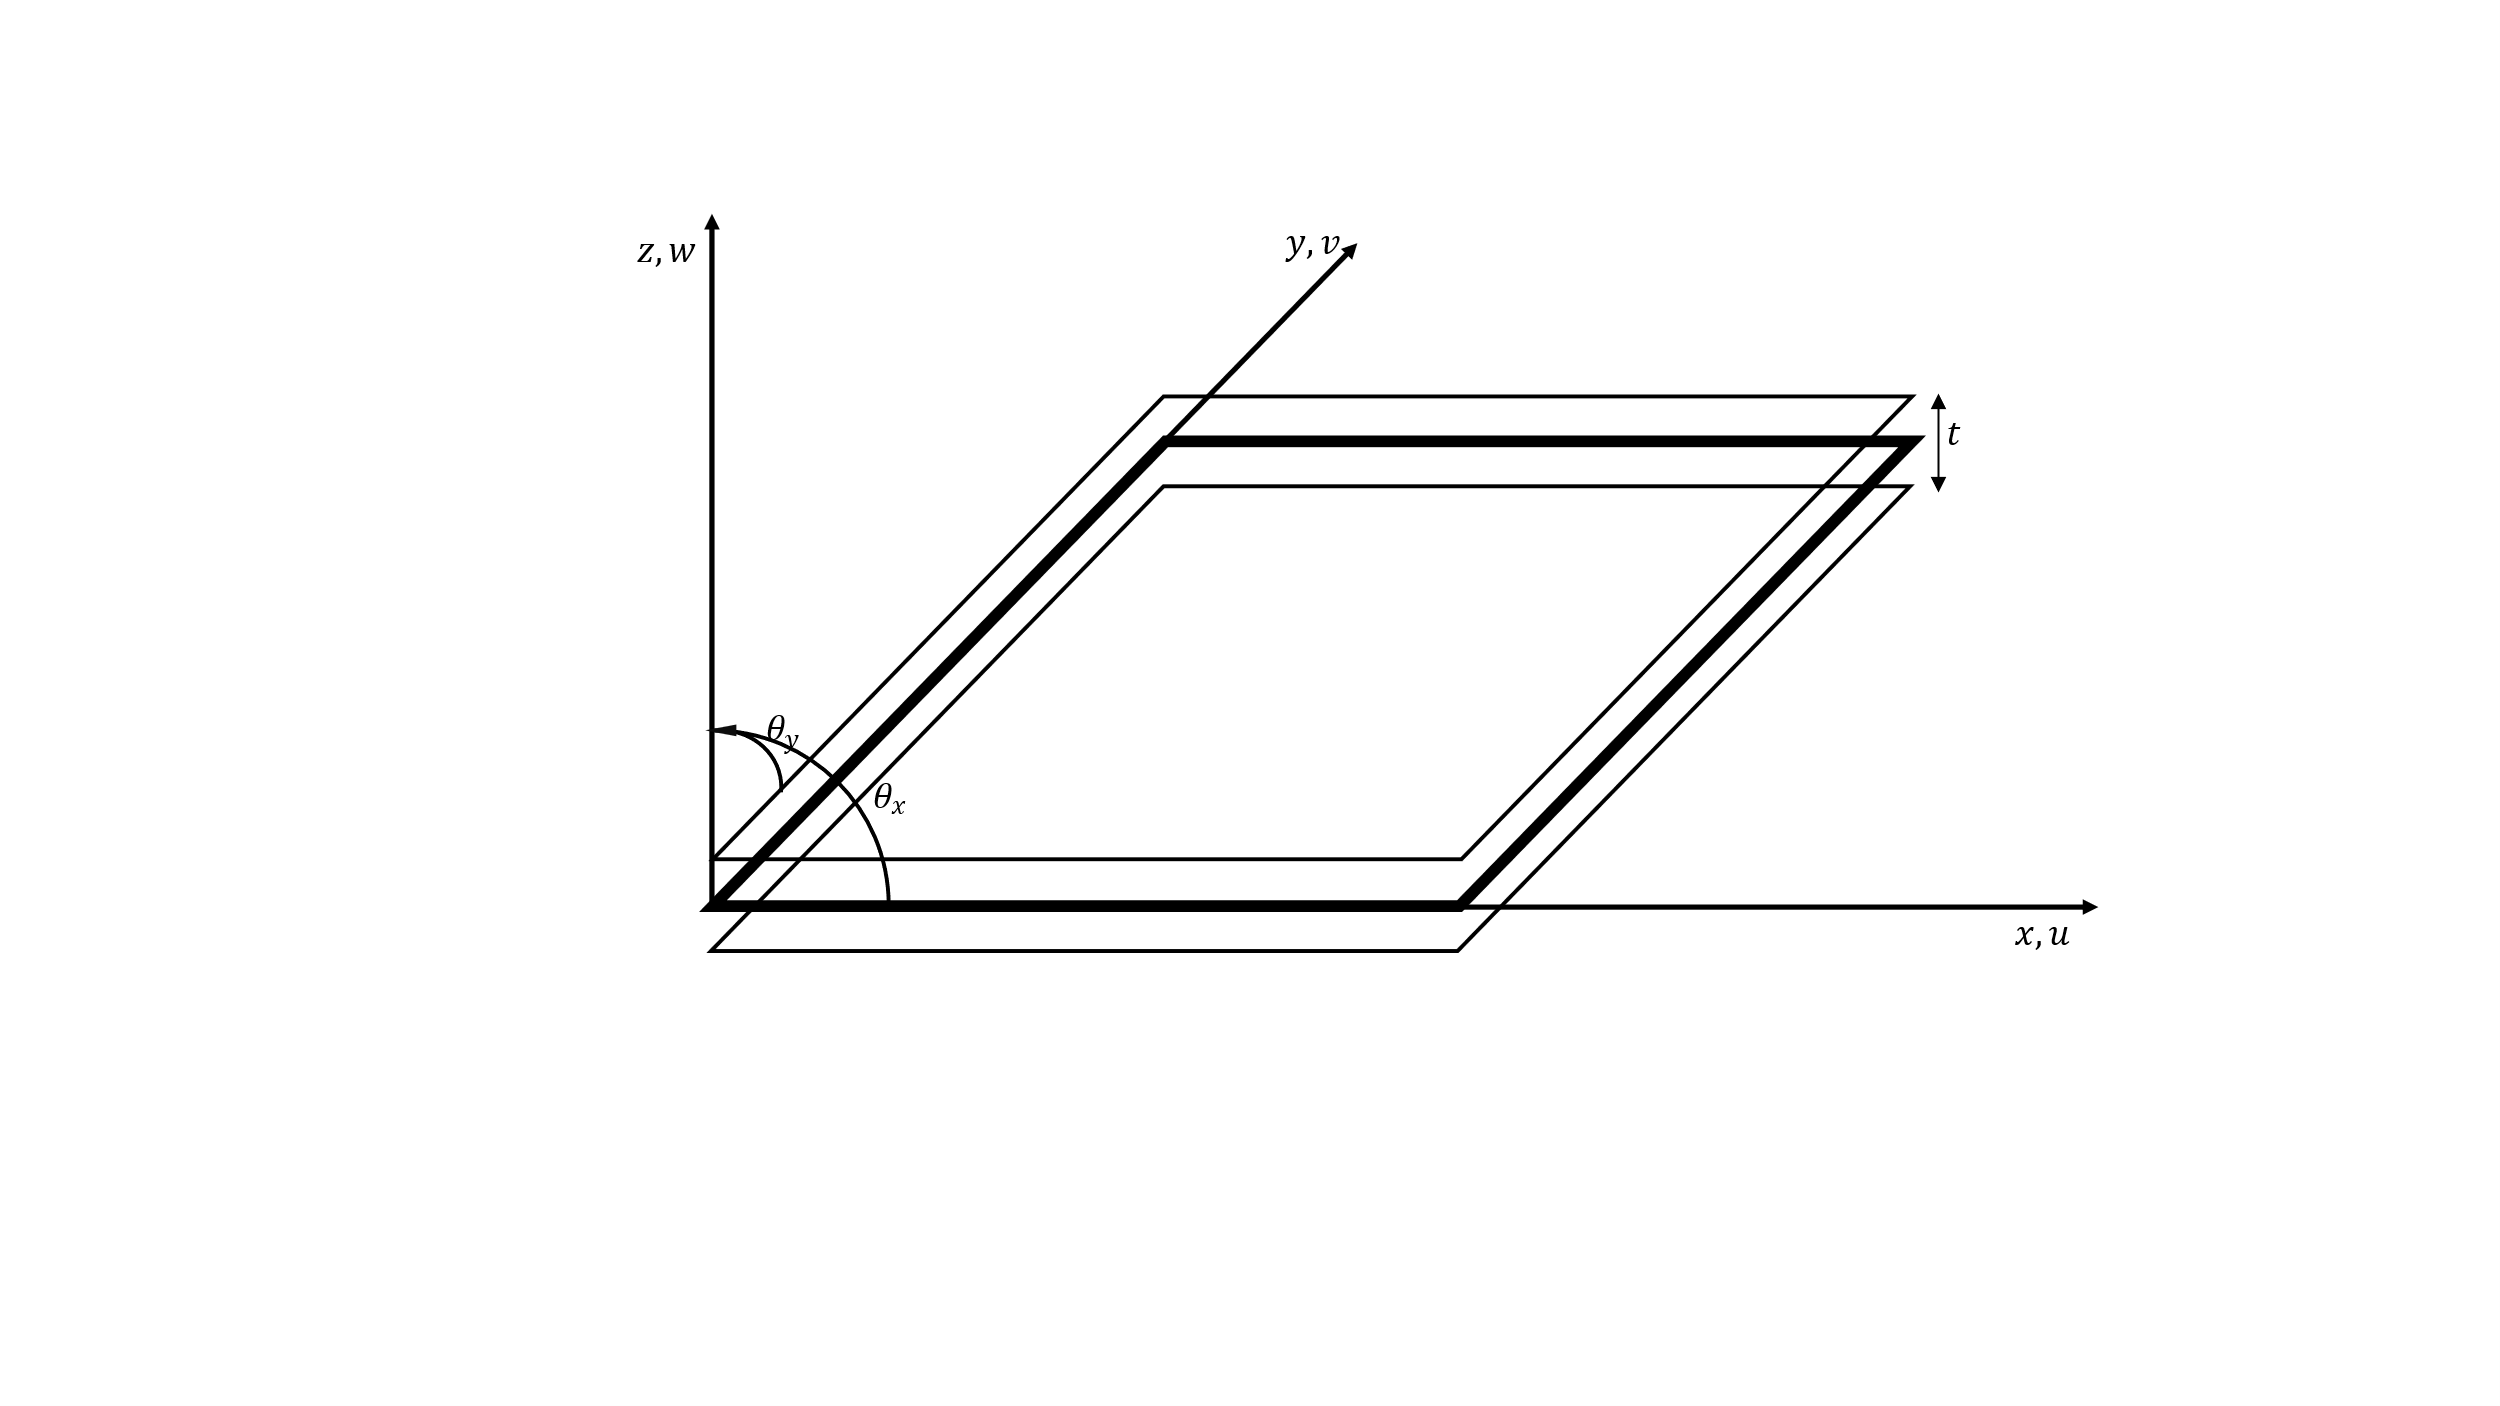 z, w
y, v
t
θy
θx
x, u